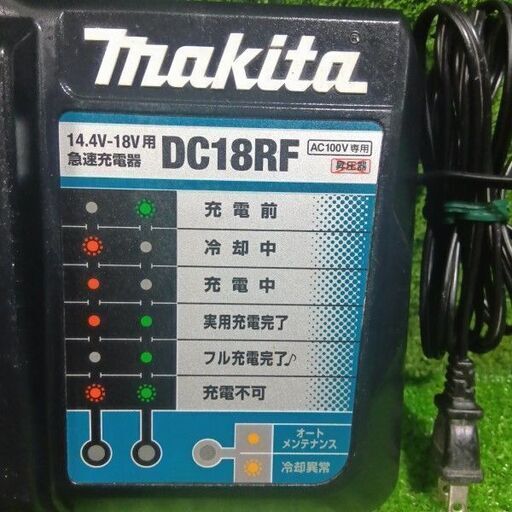 makita
14.4V-18V用
急速充電器
DC18RF
AC100V専用
昇圧器
充電前
冷却中
充電中
実用充電完了
フル充電完了♪
充電不可
オート
メンテナンス
冷却異常